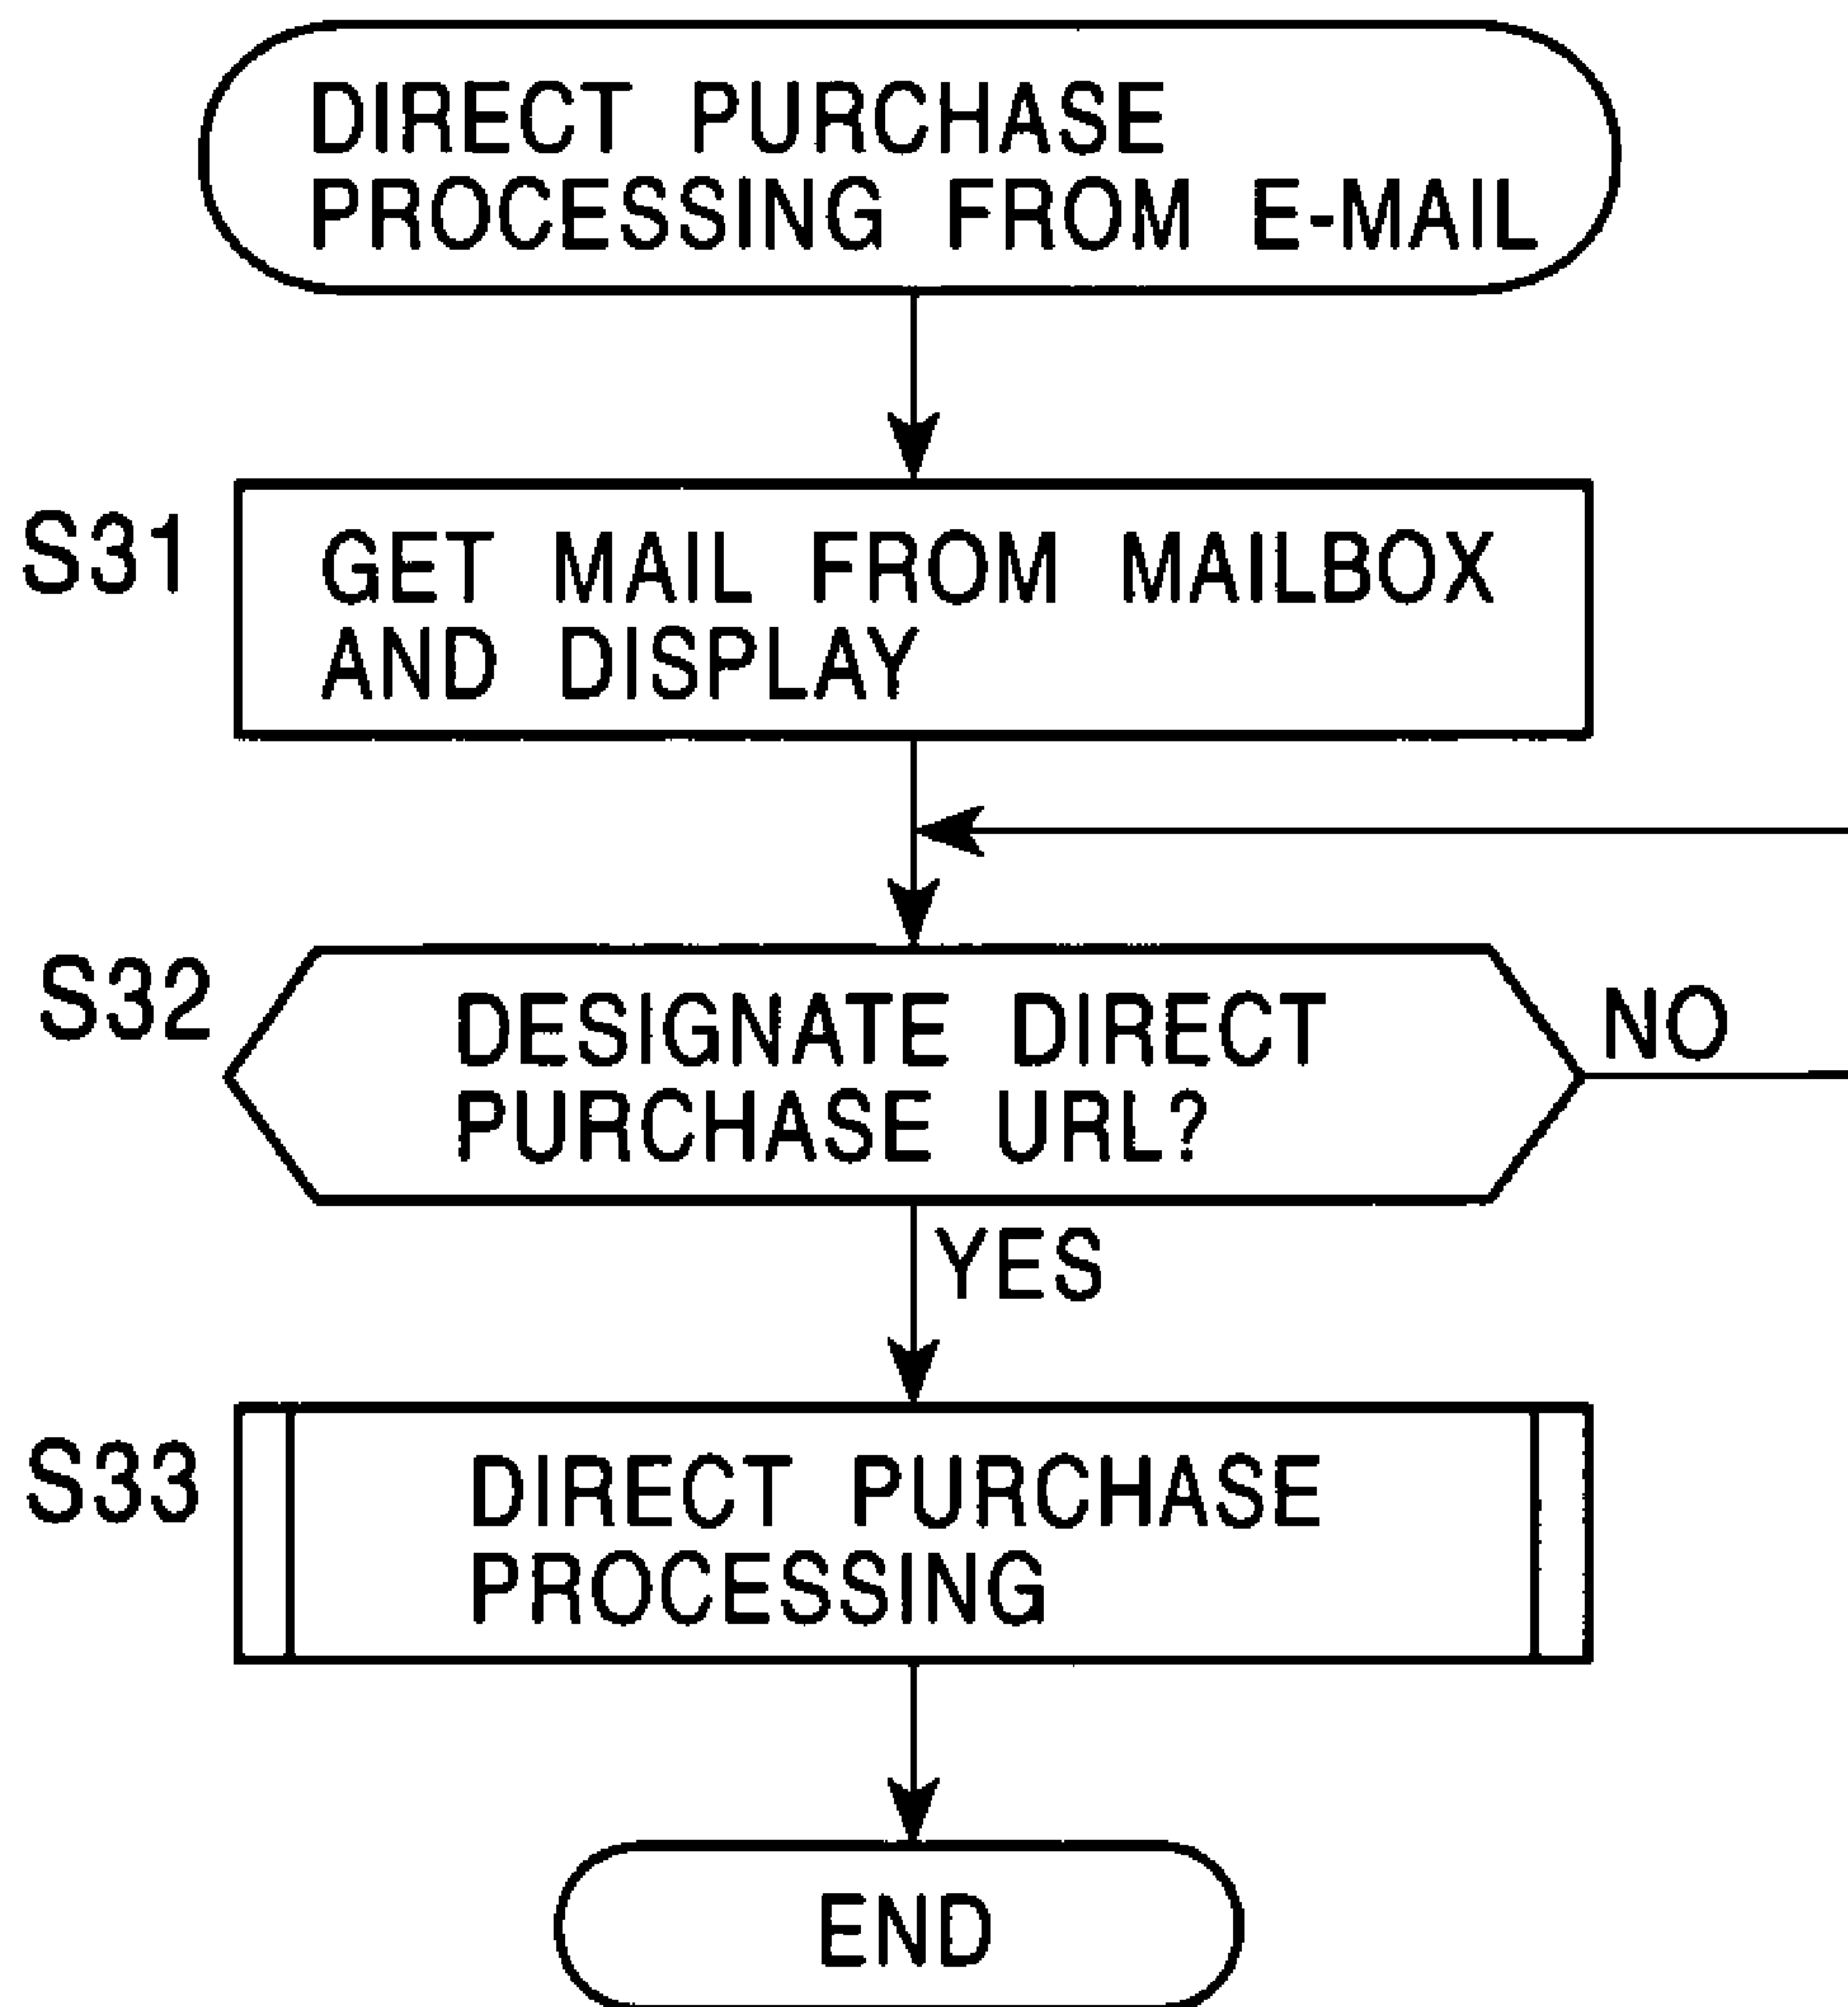 DIRECT PURCHASE
PROCESSING FROM E-MAIL
S31
GET MAIL FROM MAILBOX
AND DISPLAY
S32
DESIGNATE DIRECT
PURCHASE URL?
NO
YES
S33
DIRECT PURCHASE
PROCESSING
END